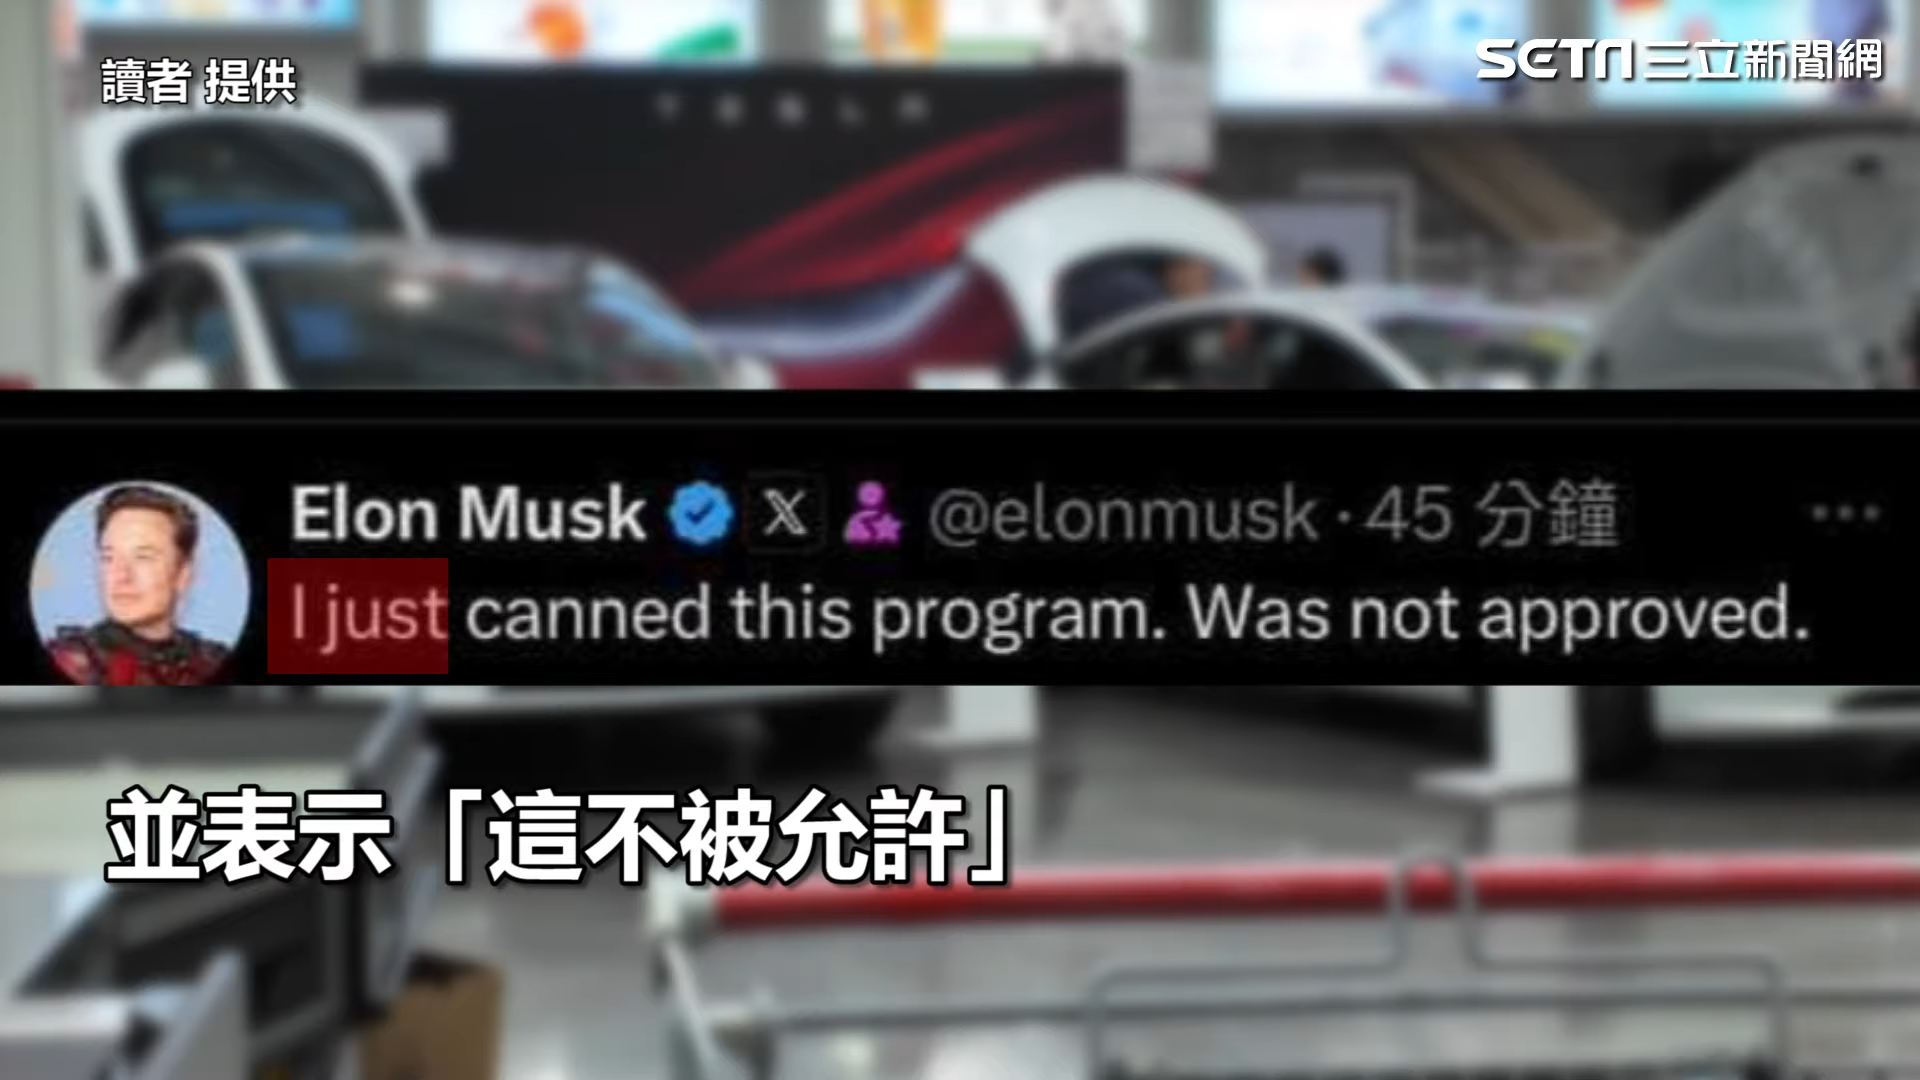 讀者 提供
SETN三立新聞網
TESLA
Elon Musk @elonmusk · 45 分鐘
I just canned this program. Was not approved.
並表示「這不被允許」